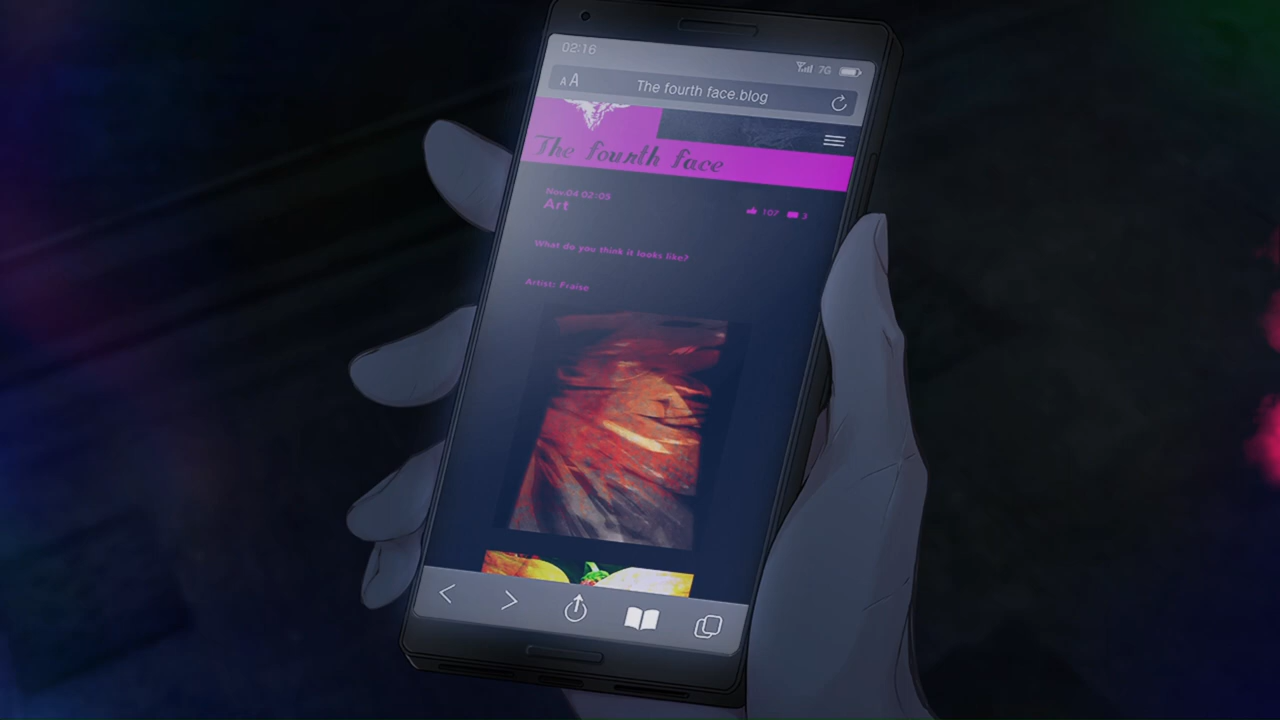 02:16
7G
AA
The fourth face.blog
The fourth face
Nov 04 02:05
Art
107 3
What do you think it looks like?
Artist: Fraise